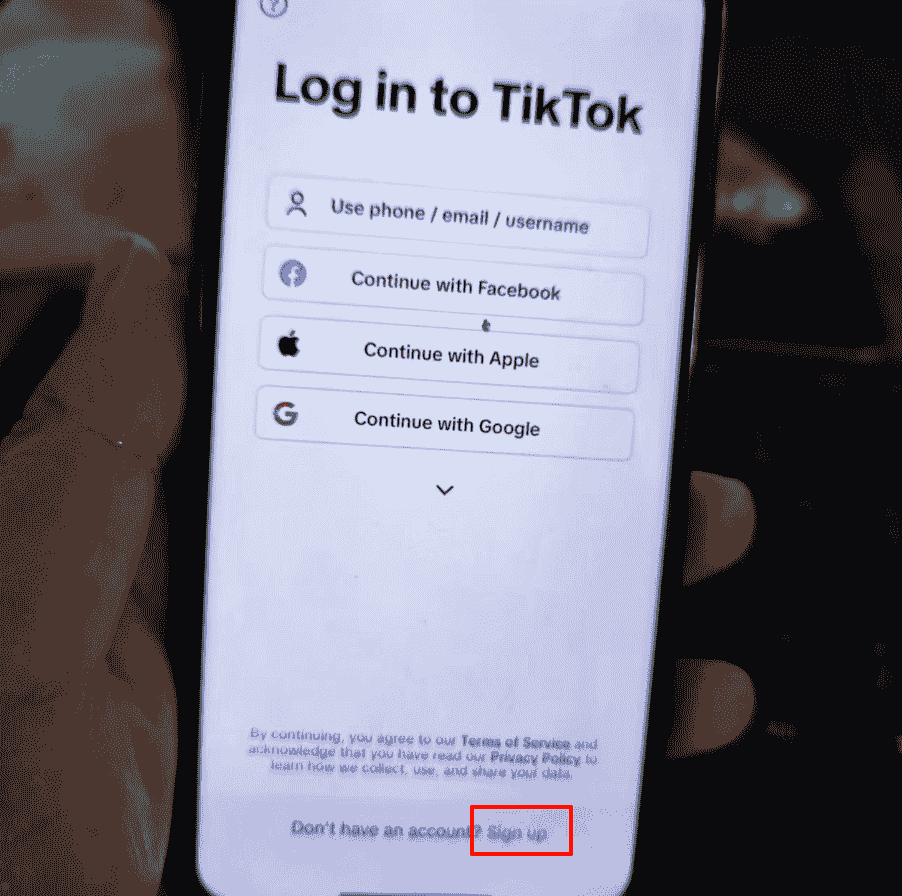 ?
Log in to TikTok
Use phone / email / username
Continue with Facebook
Continue with Apple
Continue with Google
By continuing, you agree to our Terms of Service and
acknowledge that you have read our Privacy Policy to
learn how we collect, use, and share your data.
Don't have an account? Sign up